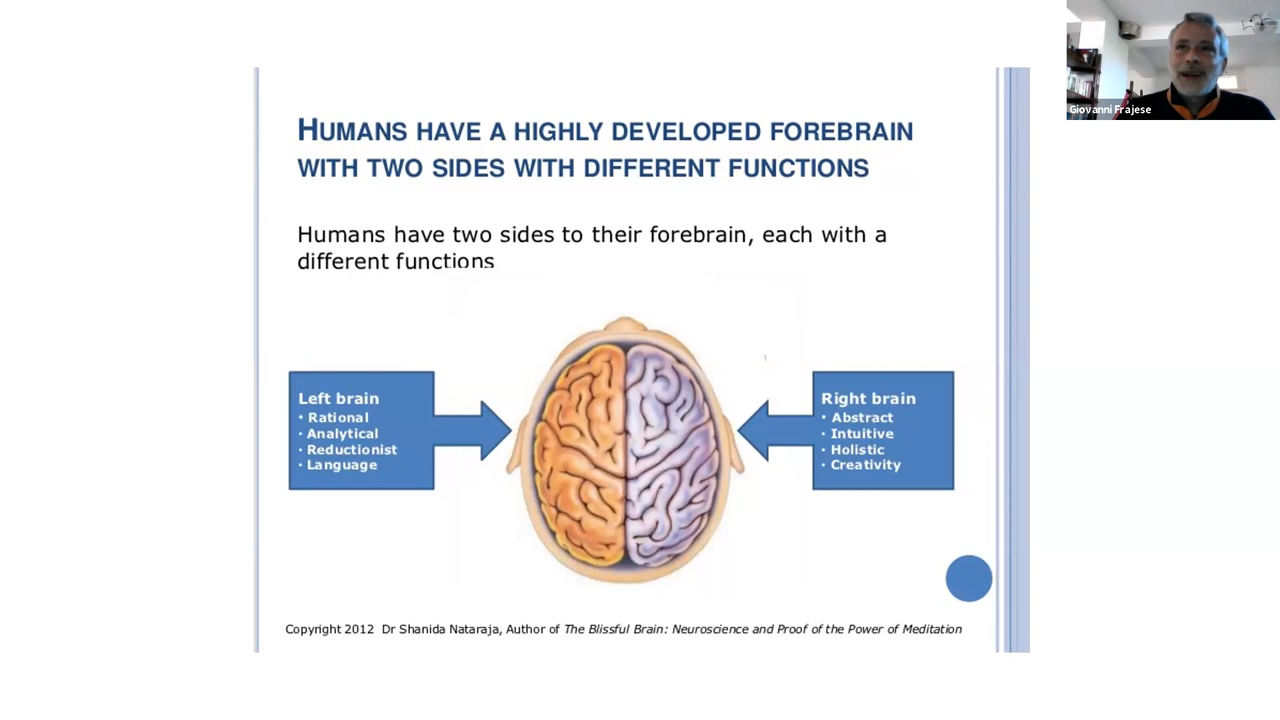 HUMANS HAVE A HIGHLY DEVELOPED FOREBRAIN
WITH TWO SIDES WITH DIFFERENT FUNCTIONS
Humans have two sides to their forebrain, each with a
different functions
Left brain
• Rational
• Analytical
• Reductionist
• Language
Right brain
• Abstract
• Intuitive
• Holistic
• Creativity
Copyright 2012 Dr Shanida Nataraja, Author of The Blissful Brain: Neuroscience and Proof of the Power of Meditation
Giovanni Frajese